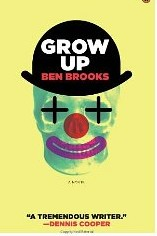 GROW
UP
BEN BROOKS
A NOVEL
“A TREMENDOUS WRITER.”
—DENNIS COOPER